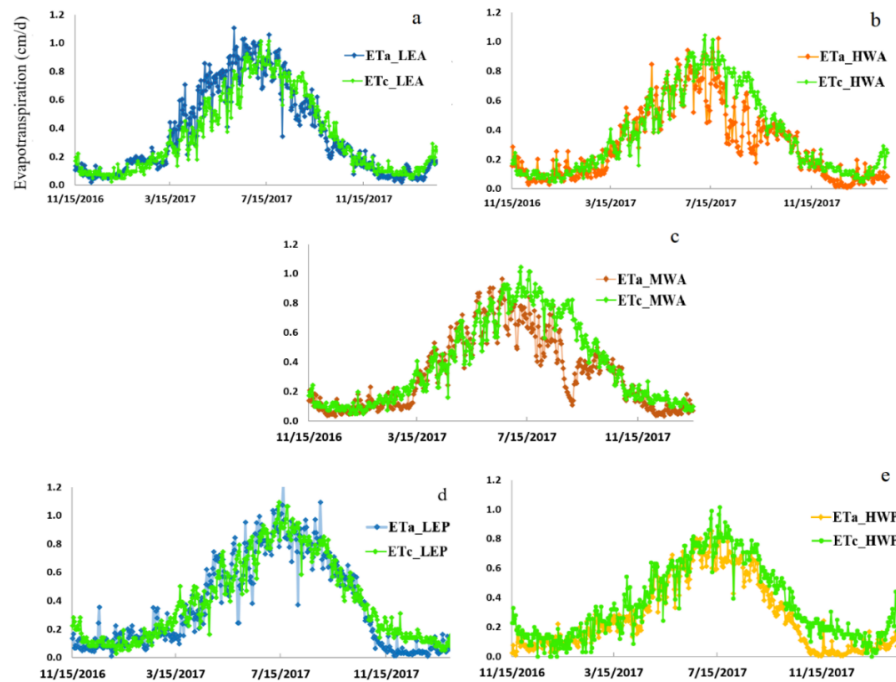 Evapotranspiration (cm/d)
a
1.2
1.0
0.8
0.6
0.4
0.2
0.0
ETa_LEA
ETc_LEA
11/15/2016 3/15/2017 7/15/2017 11/15/2017
b
1.2
1.0
0.8
0.6
0.4
0.2
0.0
ETa_HWA
ETc_HWA
11/15/2016 3/15/2017 7/15/2017 11/15/2017
c
1.2
1.0
0.8
0.6
0.4
0.2
0.0
ETa_MWA
ETc_MWA
11/15/2016 3/15/2017 7/15/2017 11/15/2017
d
1.2
1.0
0.8
0.6
0.4
0.2
0.0
ETa_LEP
ETc_LEP
11/15/2016 3/15/2017 7/15/2017 11/15/2017
e
1.2
1.0
0.8
0.6
0.4
0.2
0.0
ETa_HWP
ETc_HWP
11/15/2016 3/15/2017 7/15/2017 11/15/2017